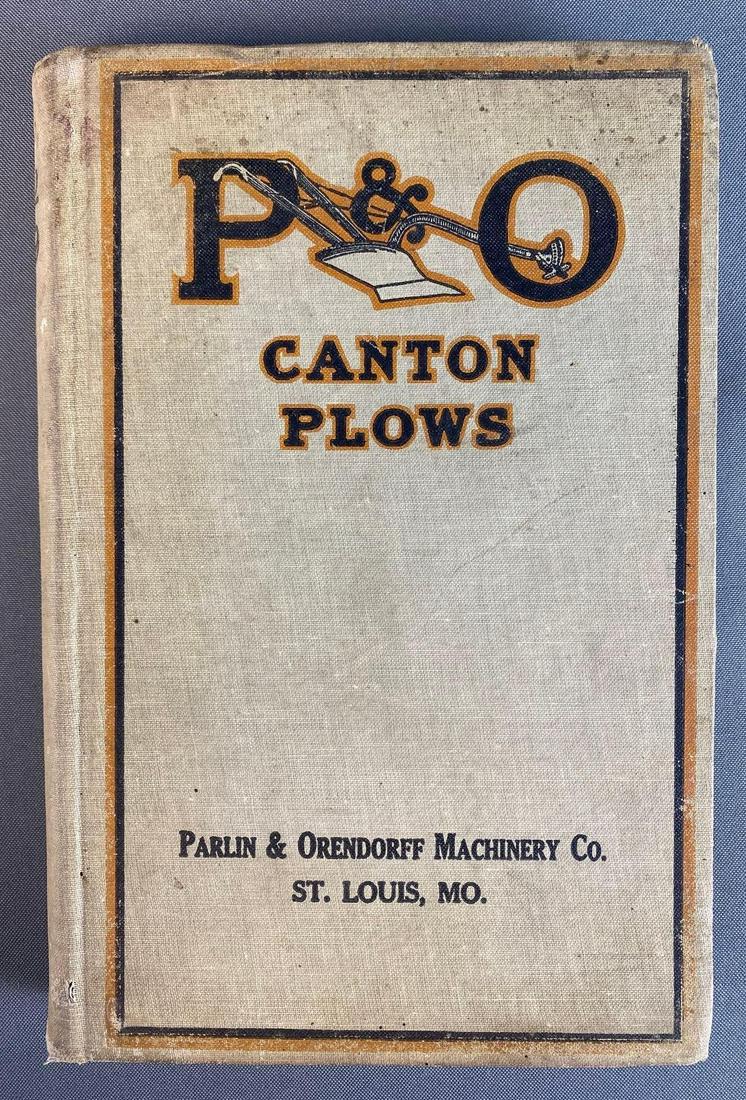 P & O
CANTON
PLOWS
PARLIN & ORENDORFF MACHINERY CO.
ST. LOUIS, MO.